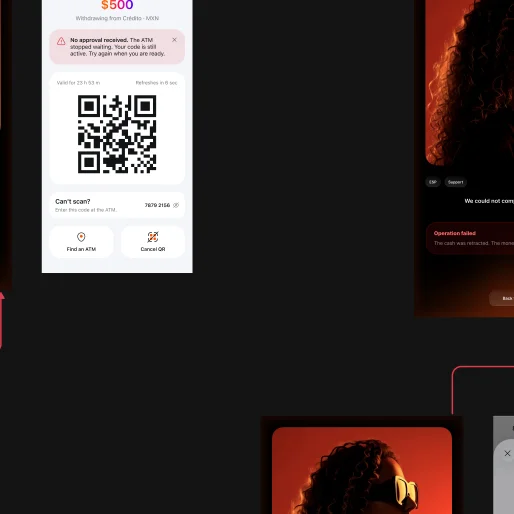 $500
Withdrawing from Crédito · MXN
No approval received. The ATM
stopped waiting. Your code is still
active. Try again when you are ready.
Valid for 23 h 53 m
Refreshes in 6 sec
Can't scan?
Enter this code at the ATM.
7679 2156
Find an ATM
Cancel QR
ESP
Support
We could not com
Operation failed
The cash was retracted. The mone
Back